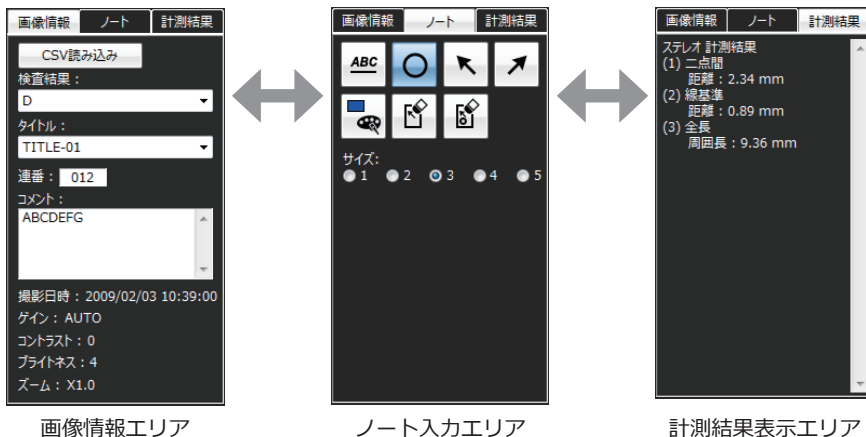 画像情報 ノート 計測結果
CSV読み込み
検査結果：
D
タイトル：
TITLE-01
連番： 012
コメント：
ABCDEFG
撮影日時：2009/02/03 10:39:00
ゲイン：AUTO
コントラスト：0
ブライトネス：4
ズーム：X1.0
画像情報エリア
画像情報 ノート 計測結果
ABC
サイズ:
1 2 3 4 5
ノート入力エリア
画像情報 ノート 計測結果
ステレオ 計測結果
(1) 二点間
距離：2.34 mm
(2) 線基準
距離：0.89 mm
(3) 全長
周囲長：9.36 mm
計測結果表示エリア